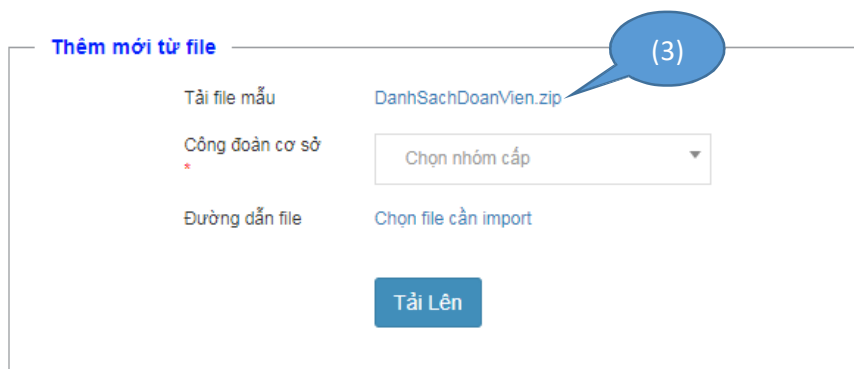 Thêm mới từ file
(3)
Tải file mẫu DanhSachDoanVien.zip
Công đoàn cơ sở
*
Chọn nhóm cấp
Đường dẫn file Chọn file cần import
Tải Lên